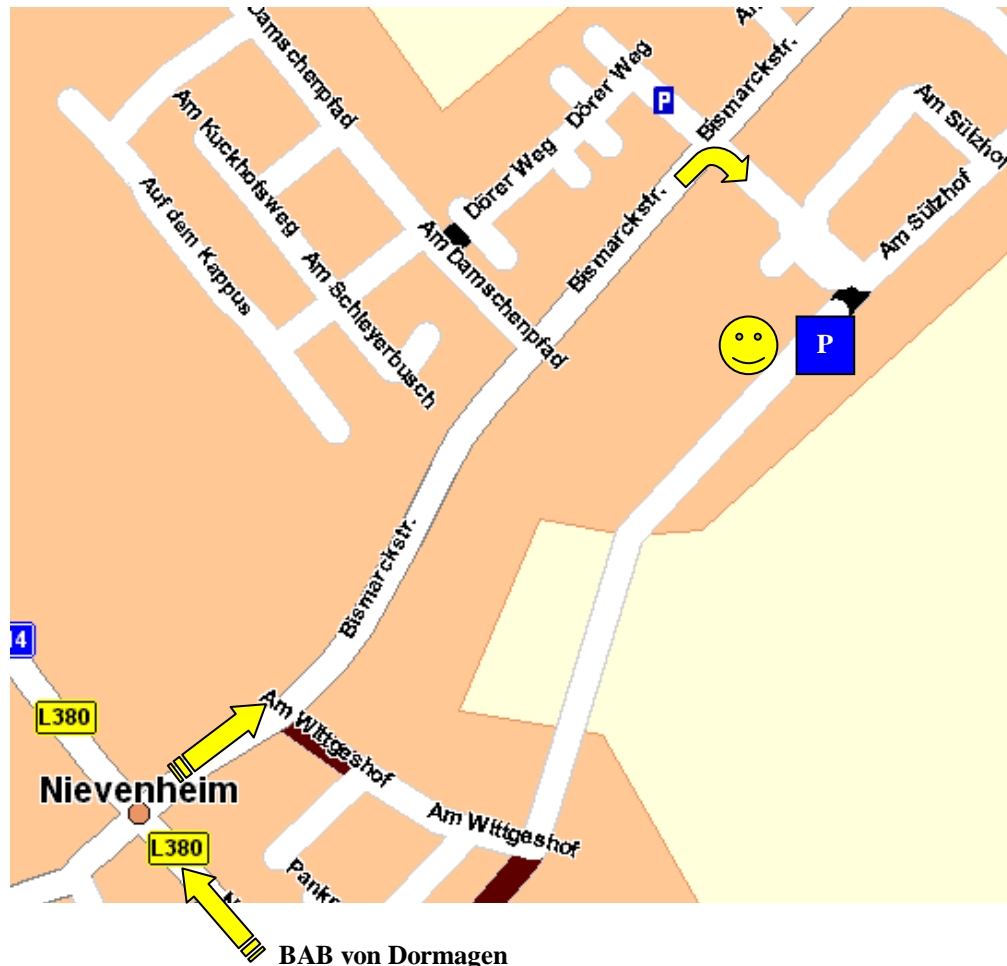 Damschenpfad
Am Kuckhofsweg
Auf dem Kappus
Am Schleyerbusch
Dörer Weg
Dörer Weg
P
Bismarckstr.
Am Sülzhof
Am Sülzhof
Am Damschenpfad
Bismarckstr.
P
Bismarckstr.
14
L380
Am Wittgeshof
Nievenheim
Am Wittgeshof
L380
BAB von Dormagen